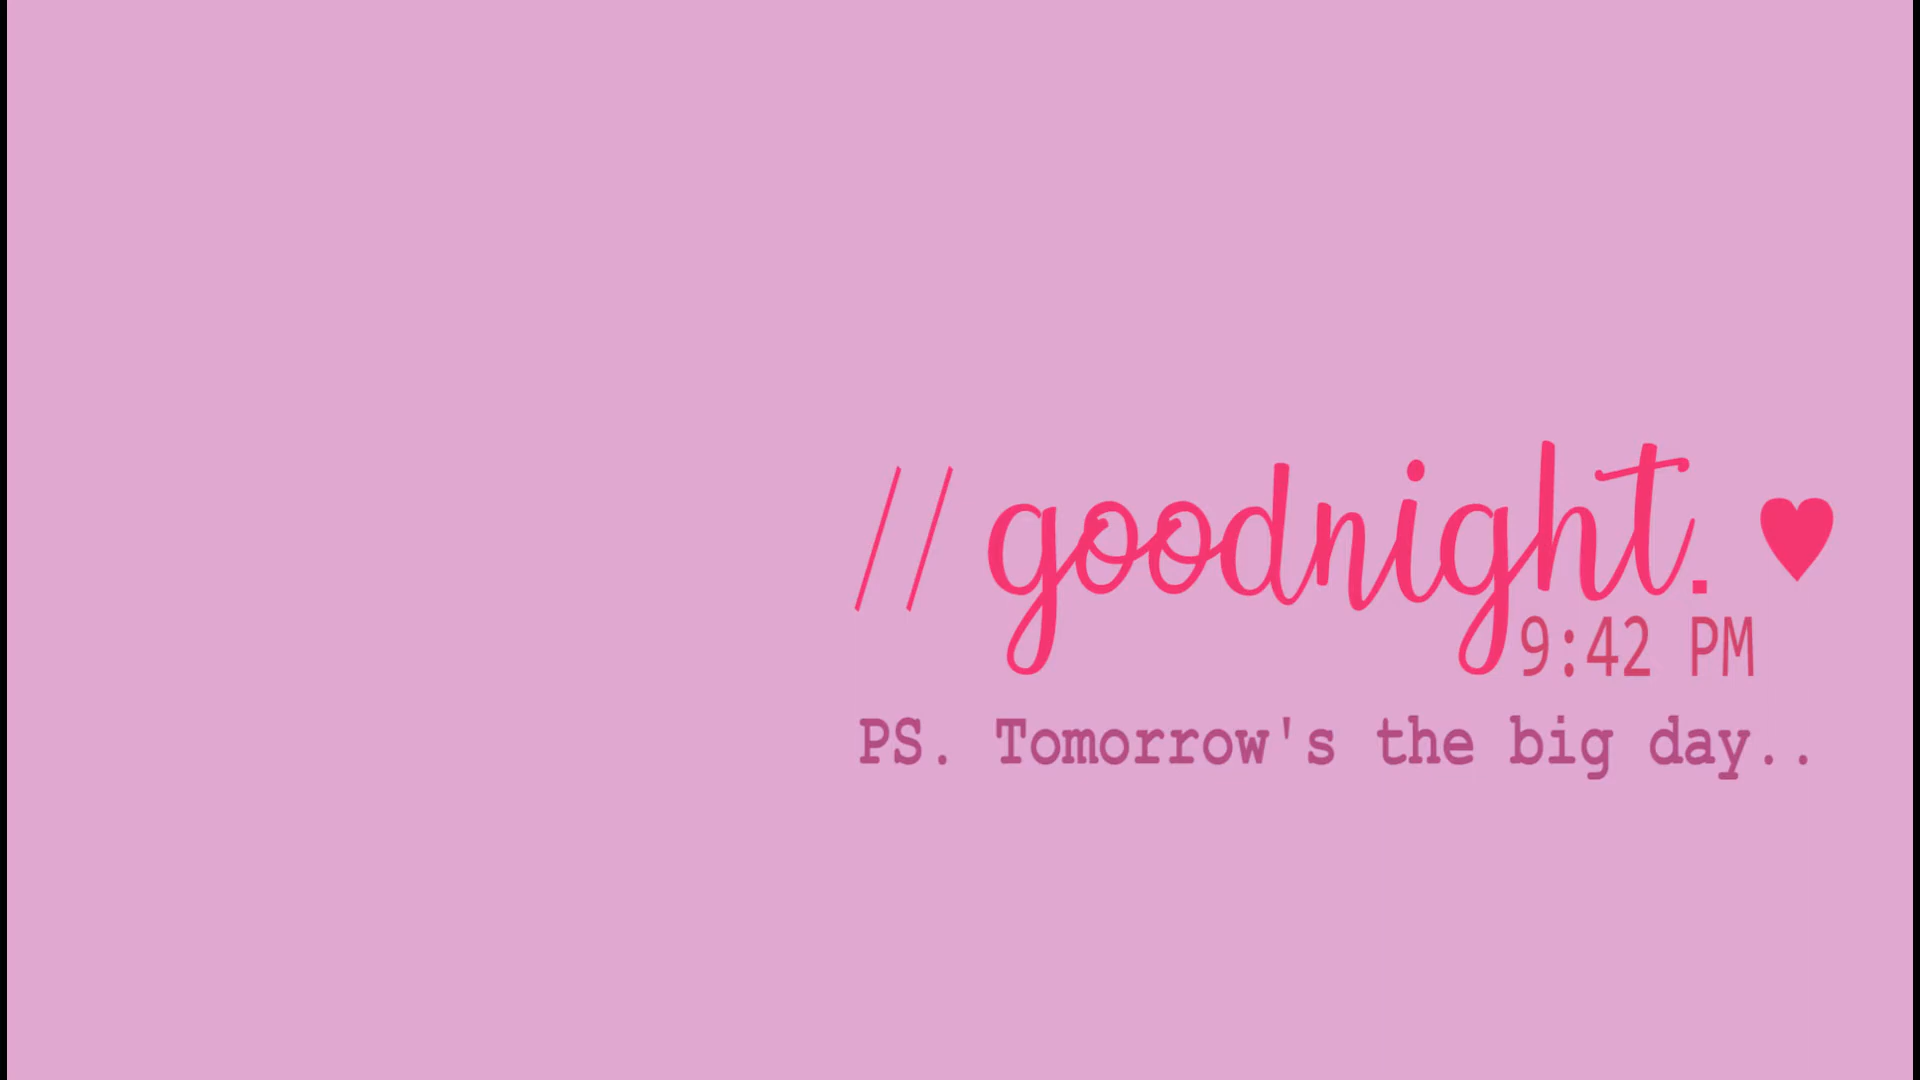 // goodnight. ♥
9:42 PM
PS. Tomorrow's the big day..